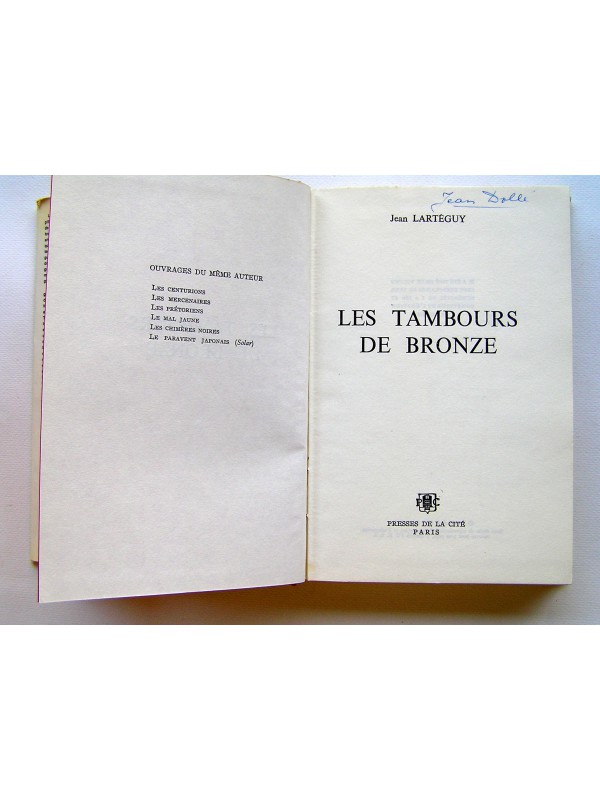 OUVRAGES DU MÊME AUTEUR
LES CENTURIONS
LES MERCENAIRES
LES PRÉTORIENS
LE MAL JAUNE
LES CHIMÈRES NOIRES
LE PARAVENT JAPONAIS (Solar)
Jean Dollé
Jean LARTÉGUY
LES TAMBOURS
DE BRONZE
PRESSES DE LA CITÉ
PARIS